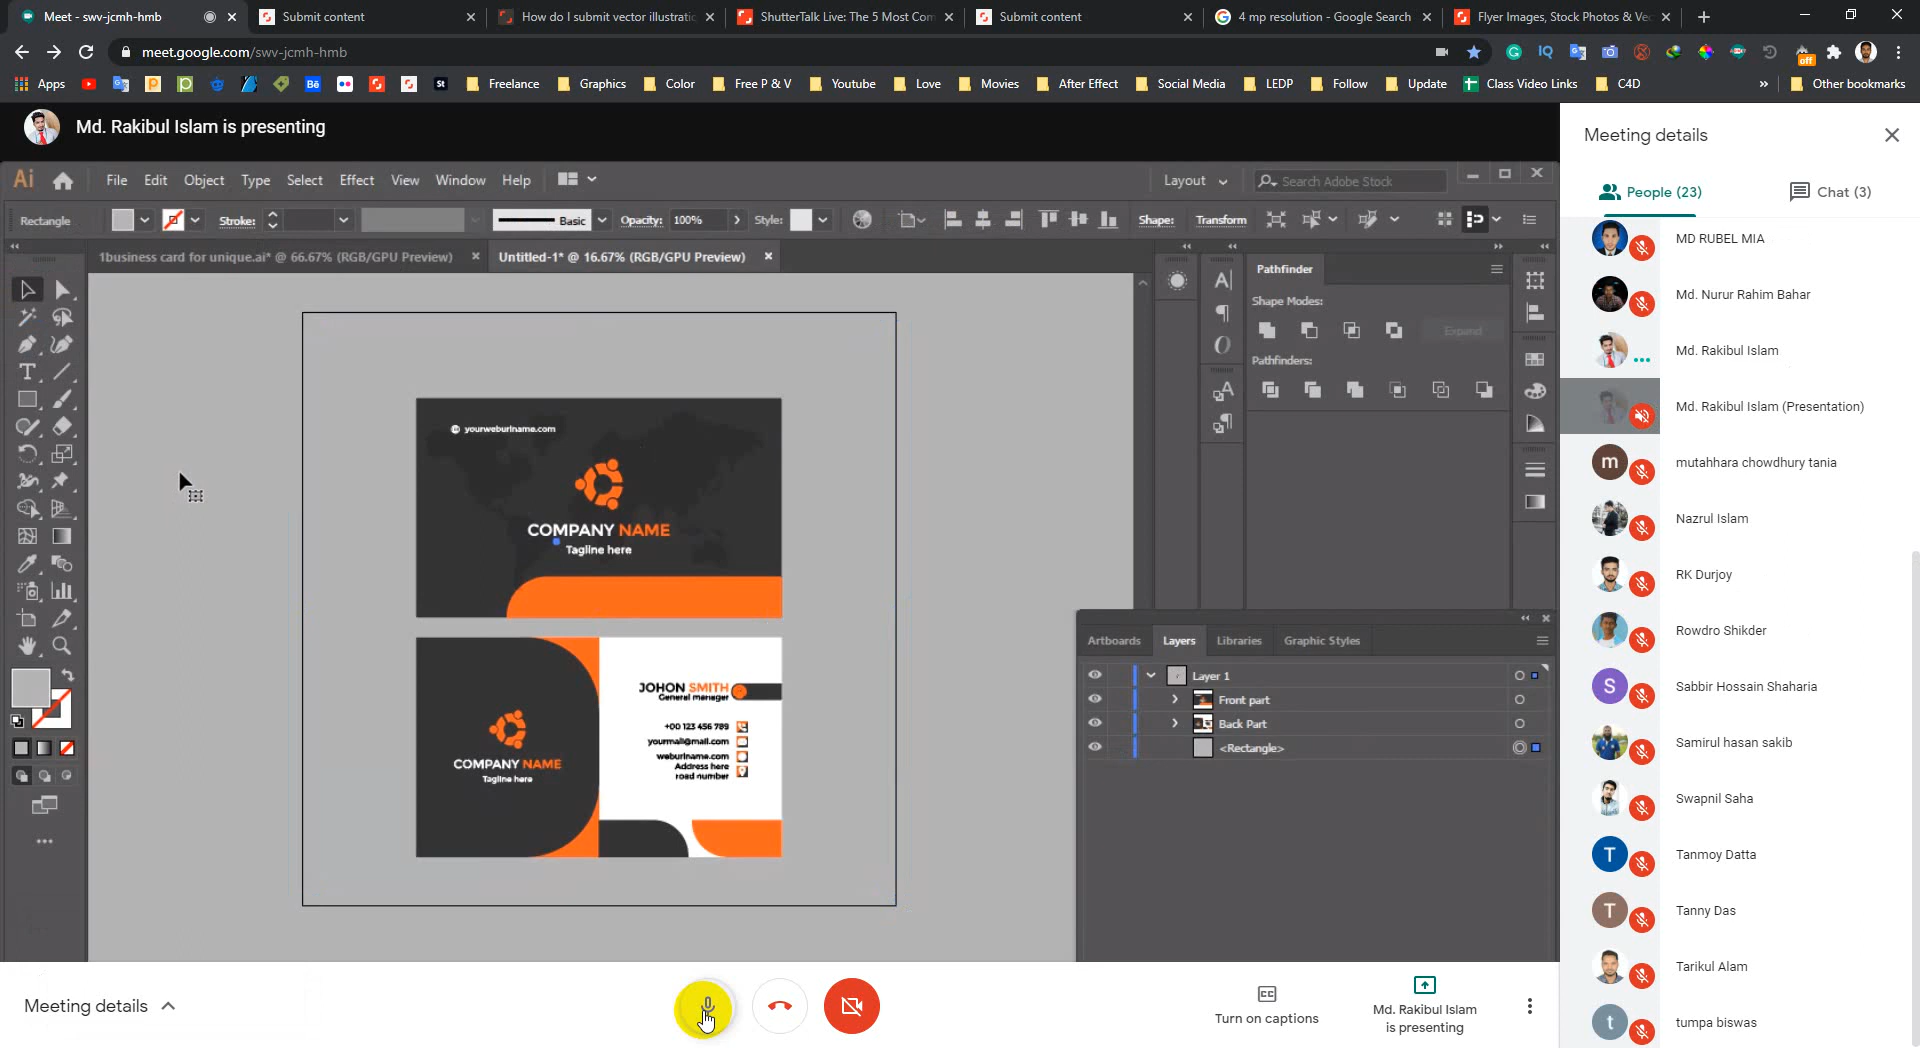 Meet - swv-jcmh-hmb
Submit content
How do I submit vector illustratic
ShutterTalk Live: The 5 Most Com
Submit content
4 mp resolution - Google Search
Flyer Images, Stock Photos & Vec
meet.google.com/swv-jcmh-hmb
off
Apps
Bē
St
Freelance
Graphics
Color
Free P & V
Youtube
Love
Movies
After Effect
Social Media
LEDP
Follow
Update
Class Video Links
C4D
»
Other bookmarks
Md. Rakibul Islam is presenting
Ai
File
Edit
Object
Type
Select
Effect
View
Window
Help
Layout
Search Adobe Stock
Rectangle
Stroke:
Basic
Opacity:
100%
Style:
Shape:
Transform
1business card for unique.ai* @ 66.67% (RGB/GPU Preview)
Untitled-1* @ 16.67% (RGB/GPU Preview)
Pathfinder
Shape Modes:
Expand
Pathfinders:
yourweburlname.com
COMPANY NAME
Tagline here
COMPANY NAME
Tagline here
JOHON SMITH
General manager
+00 123 456 789
yourmail@mail.com
weburlname.com
Address here
road number
Artboards
Layers
Libraries
Graphic Styles
Layer 1
Front part
Back Part
<Rectangle>
Meeting details
People (23)
Chat (3)
MD RUBEL MIA
Md. Nurur Rahim Bahar
Md. Rakibul Islam
Md. Rakibul Islam (Presentation)
m
mutahhara chowdhury tania
Nazrul Islam
RK Durjoy
Rowdro Shikder
S
Sabbir Hossain Shaharia
Samirul hasan sakib
Swapnil Saha
T
Tanmoy Datta
T
Tanny Das
Tarikul Alam
t
tumpa biswas
Meeting details
Turn on captions
Md. Rakibul Islam
is presenting